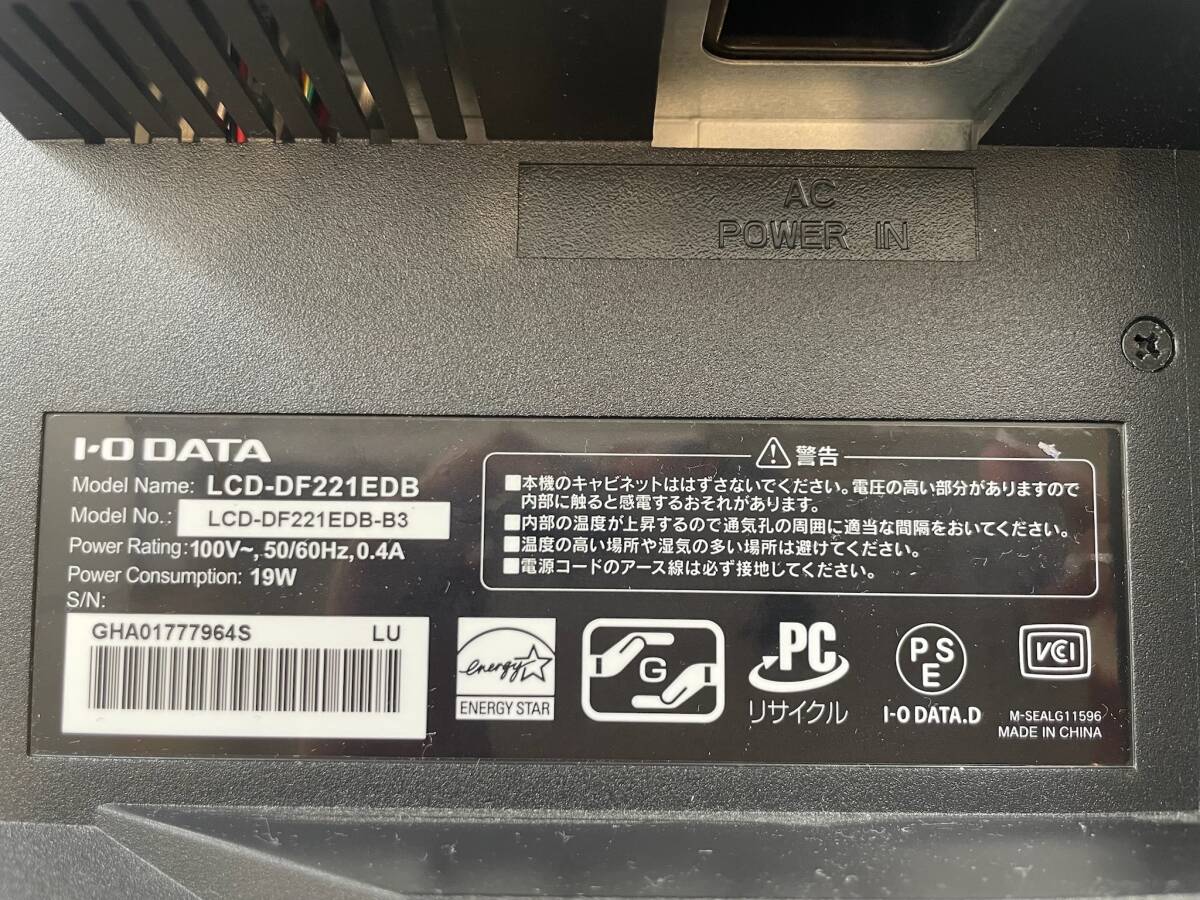 AC
POWER IN
I-O DATA
Model Name: LCD-DF221EDB
Model No.: LCD-DF221EDB-B3
Power Rating:100V~, 50/60Hz, 0.4A
Power Consumption: 19W
S/N:
GHA01777964S LU
警告
■本機のキャビネットははずさないでください。電圧の高い部分がありますので
内部に触ると感電するおそれがあります。
■内部の温度が上昇するので通気孔の周囲に適当な間隔をおいてください。
■温度の高い場所や湿気の多い場所は避けてください。
■電源コードのアース線は必ず接地してください。
energy
ENERGY STAR
G
PC
リサイクル
PS
E
I-O DATA.D
VCCI
M-SEALG11596
MADE IN CHINA